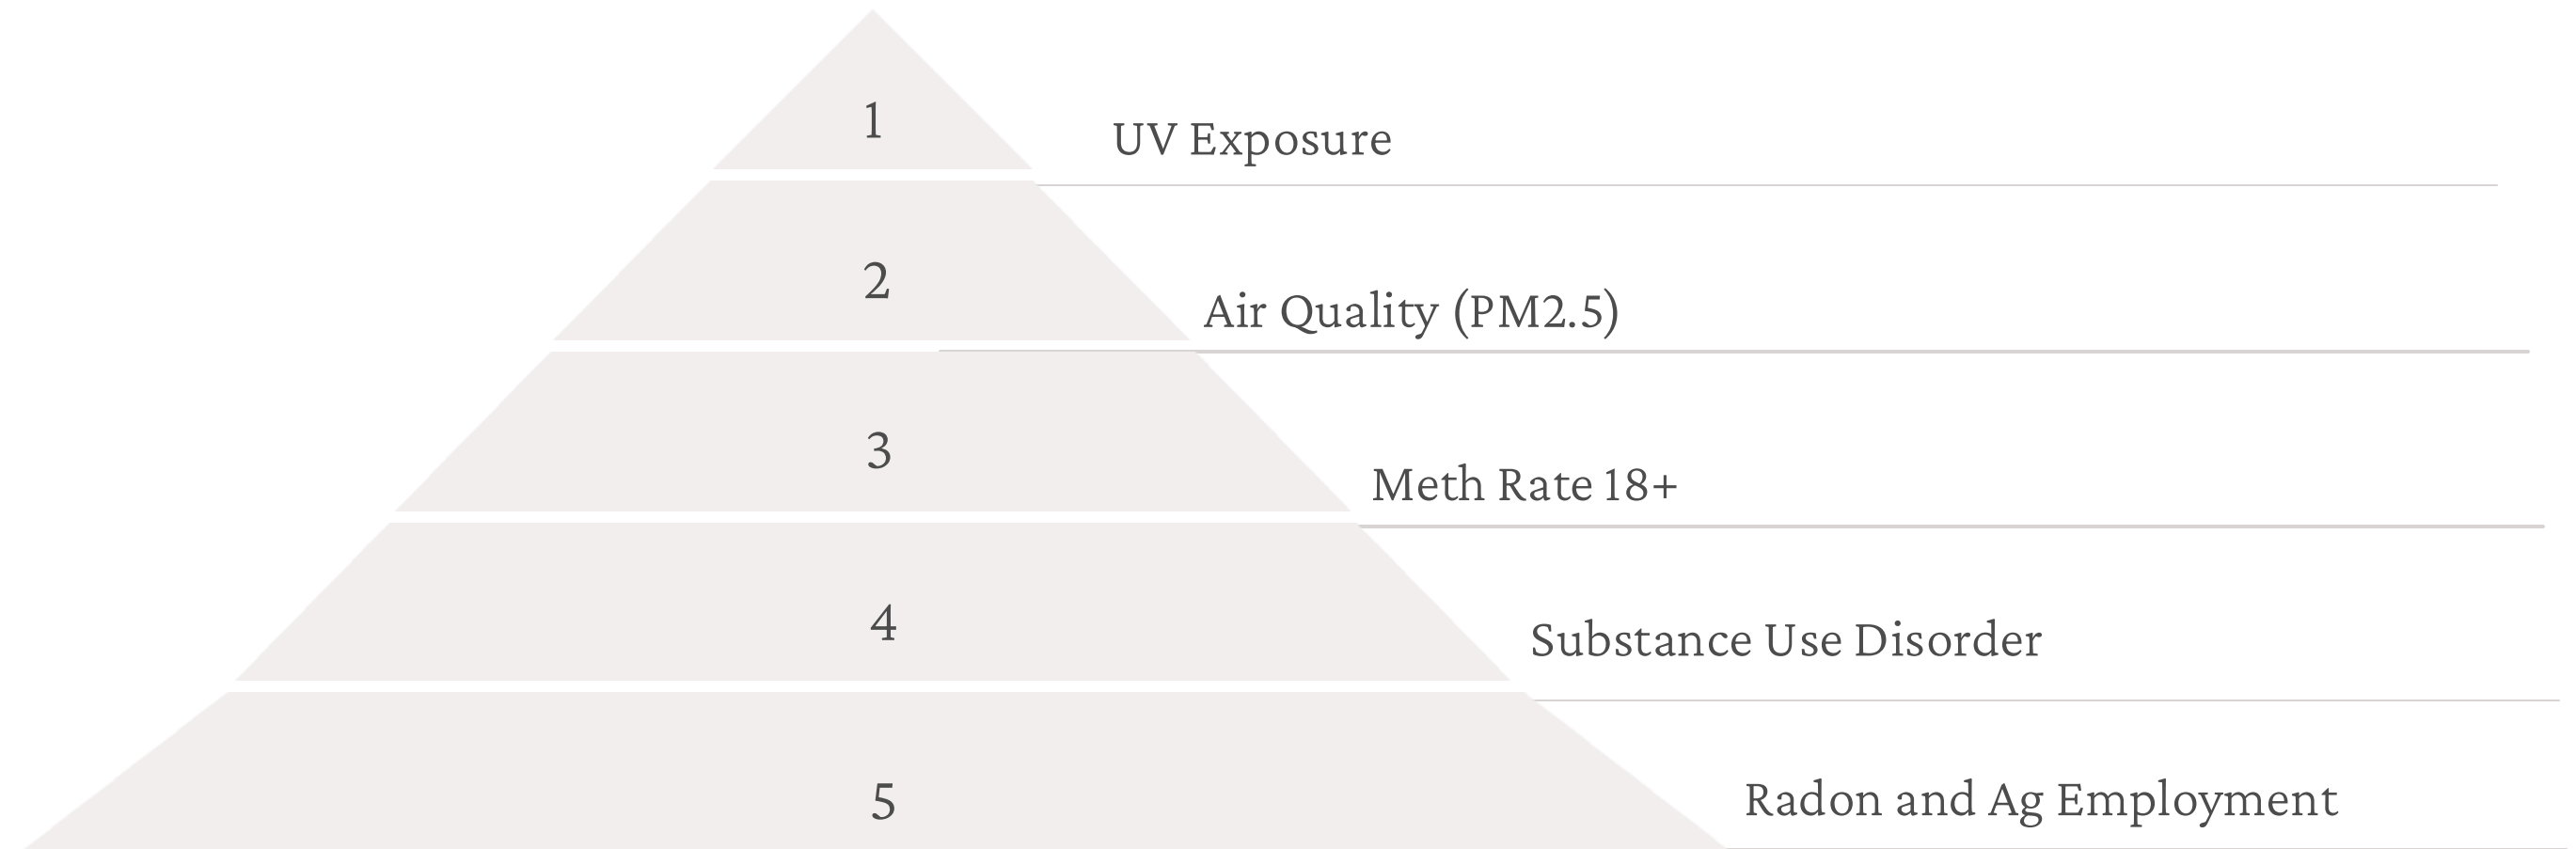 1
UV Exposure
2
Air Quality (PM2.5)
3
Meth Rate 18+
4
Substance Use Disorder
5
Radon and Ag Employment